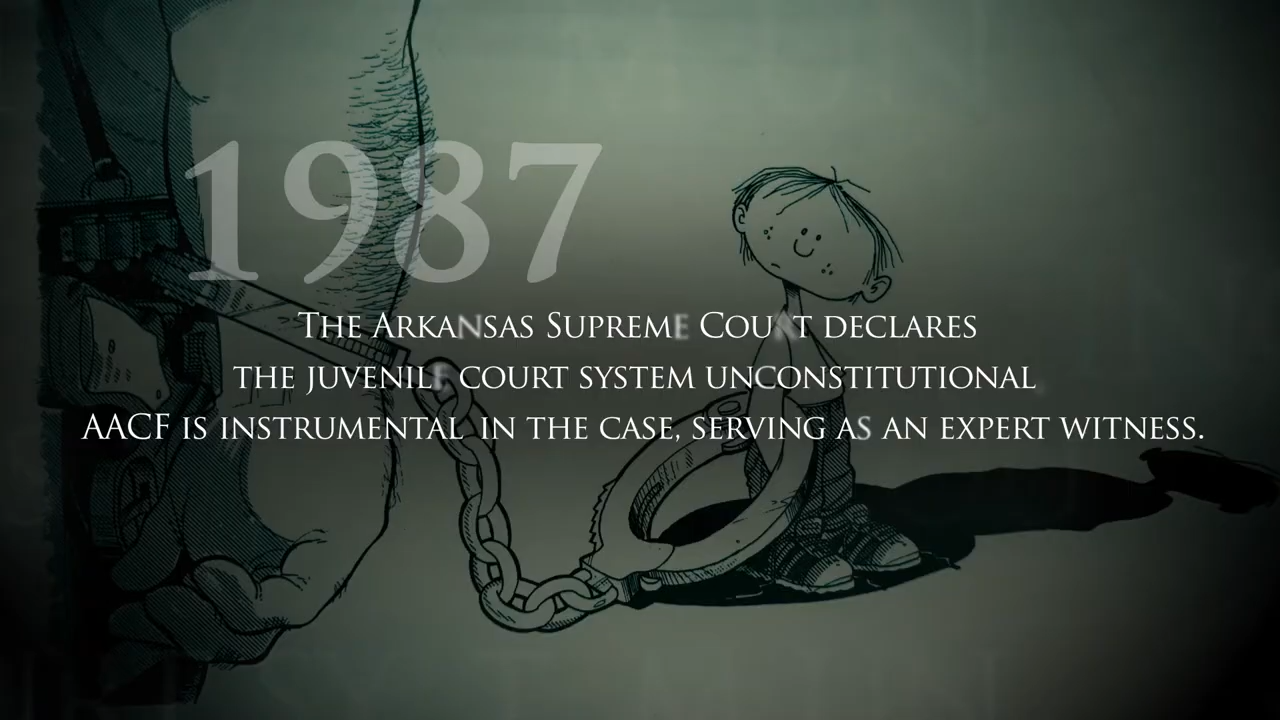 1987
The Arkansas Supreme Court declares
the juvenile court system unconstitutional
AACF is instrumental in the case, serving as an expert witness.